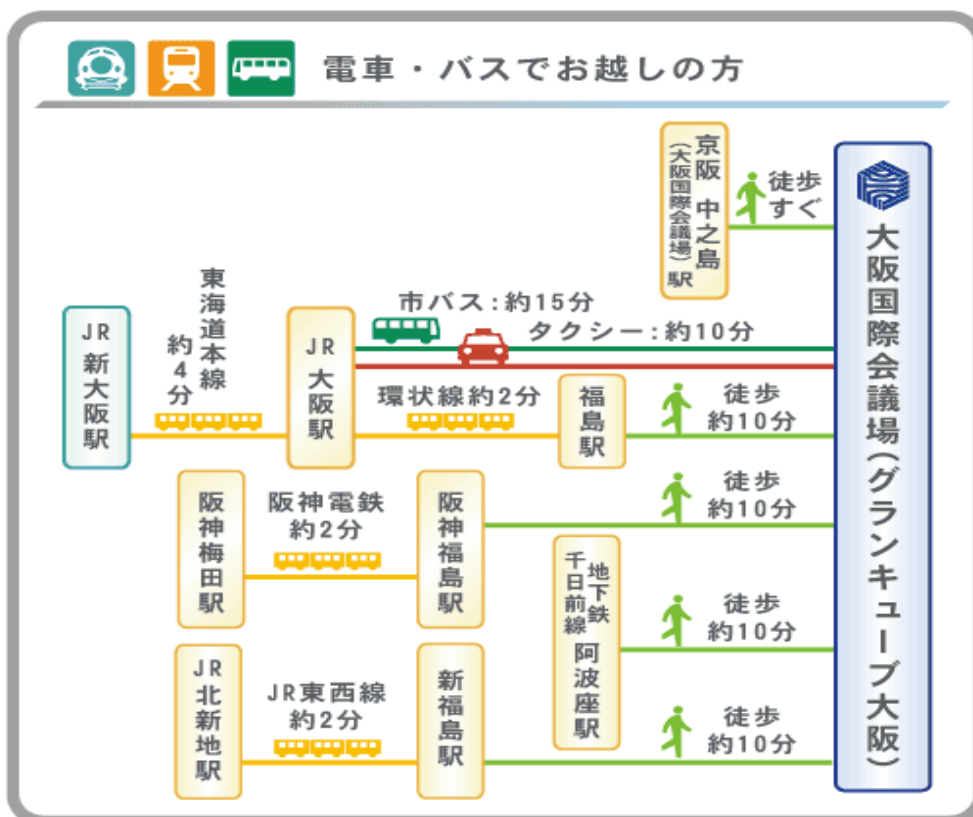 電車・バスでお越しの方
京阪 中之島
(大阪国際会議場)駅
徒歩
すぐ
大阪国際会議場(グランキューブ大阪)
JR 新大阪駅
東海道本線
約4分
JR 大阪駅
市バス:約15分
タクシー:約10分
環状線約2分
福島駅
徒歩
約10分
阪神梅田駅
阪神電鉄
約2分
阪神福島駅
徒歩
約10分
地下鉄
千日前線
阿波座駅
徒歩
約10分
JR 北新地駅
JR東西線
約2分
新福島駅
徒歩
約10分